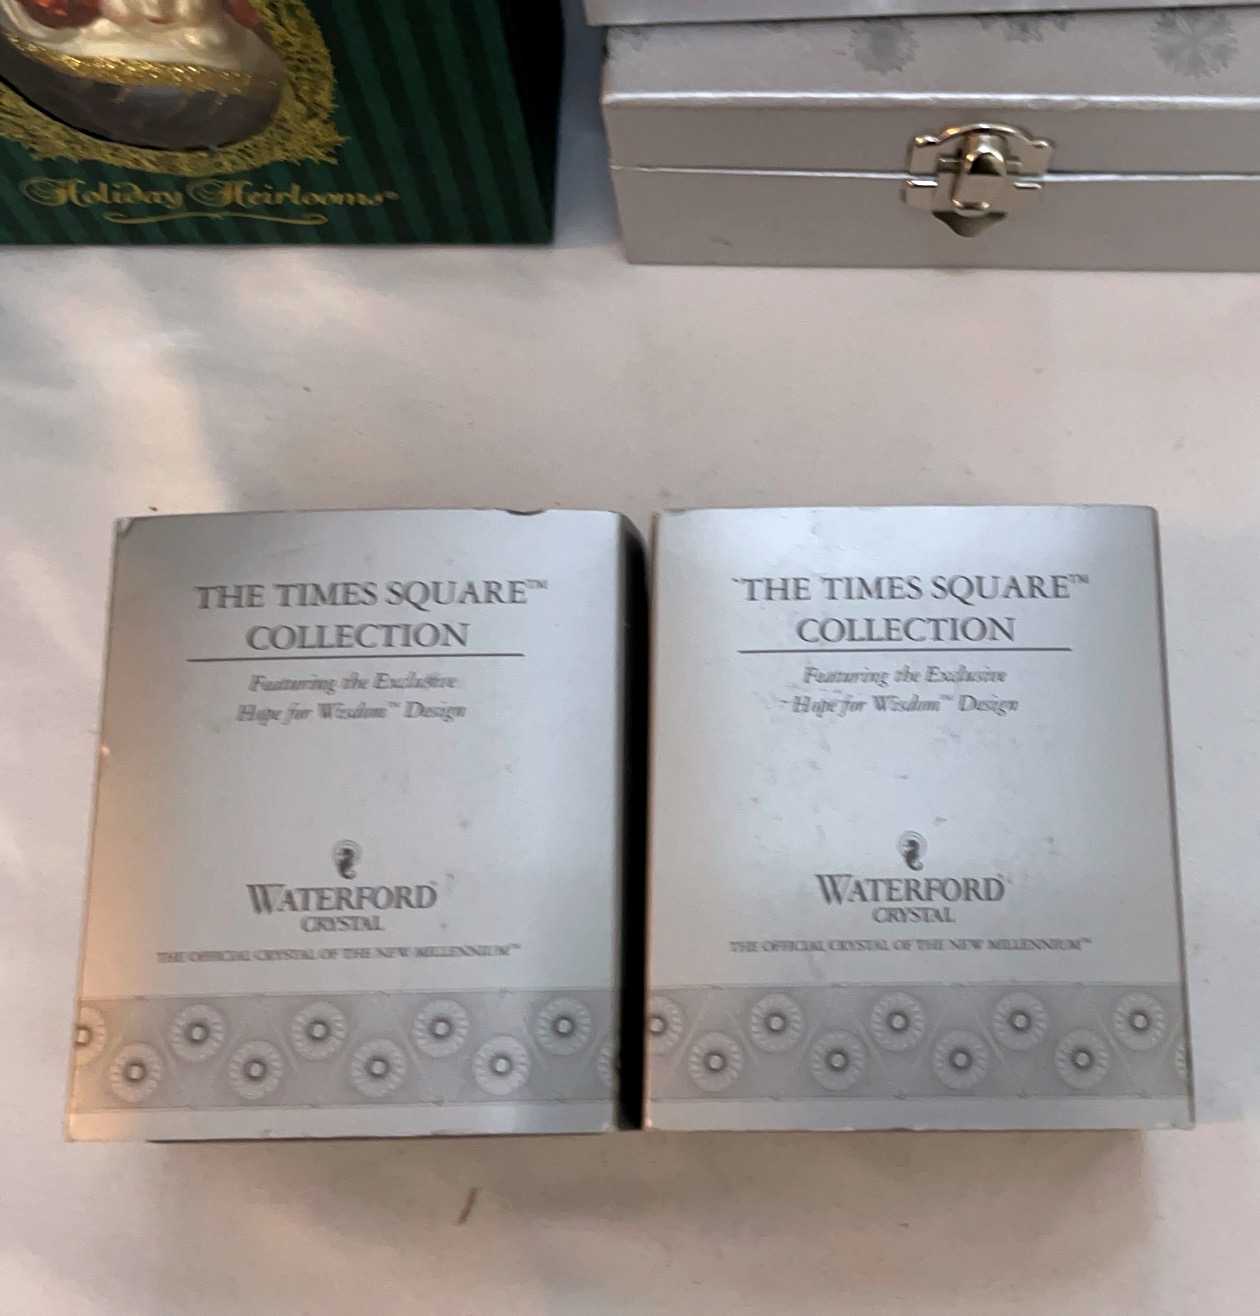 Holiday Heirlooms®
THE TIMES SQUARE™
COLLECTION
Featuring the Exclusive
Hope for Wisdom™ Design
WATERFORD
CRYSTAL
THE OFFICIAL CRYSTAL OF THE NEW MILLENNIUM™
THE TIMES SQUARE™
COLLECTION
Featuring the Exclusive
Hope for Wisdom™ Design
WATERFORD
CRYSTAL
THE OFFICIAL CRYSTAL OF THE NEW MILLENNIUM™